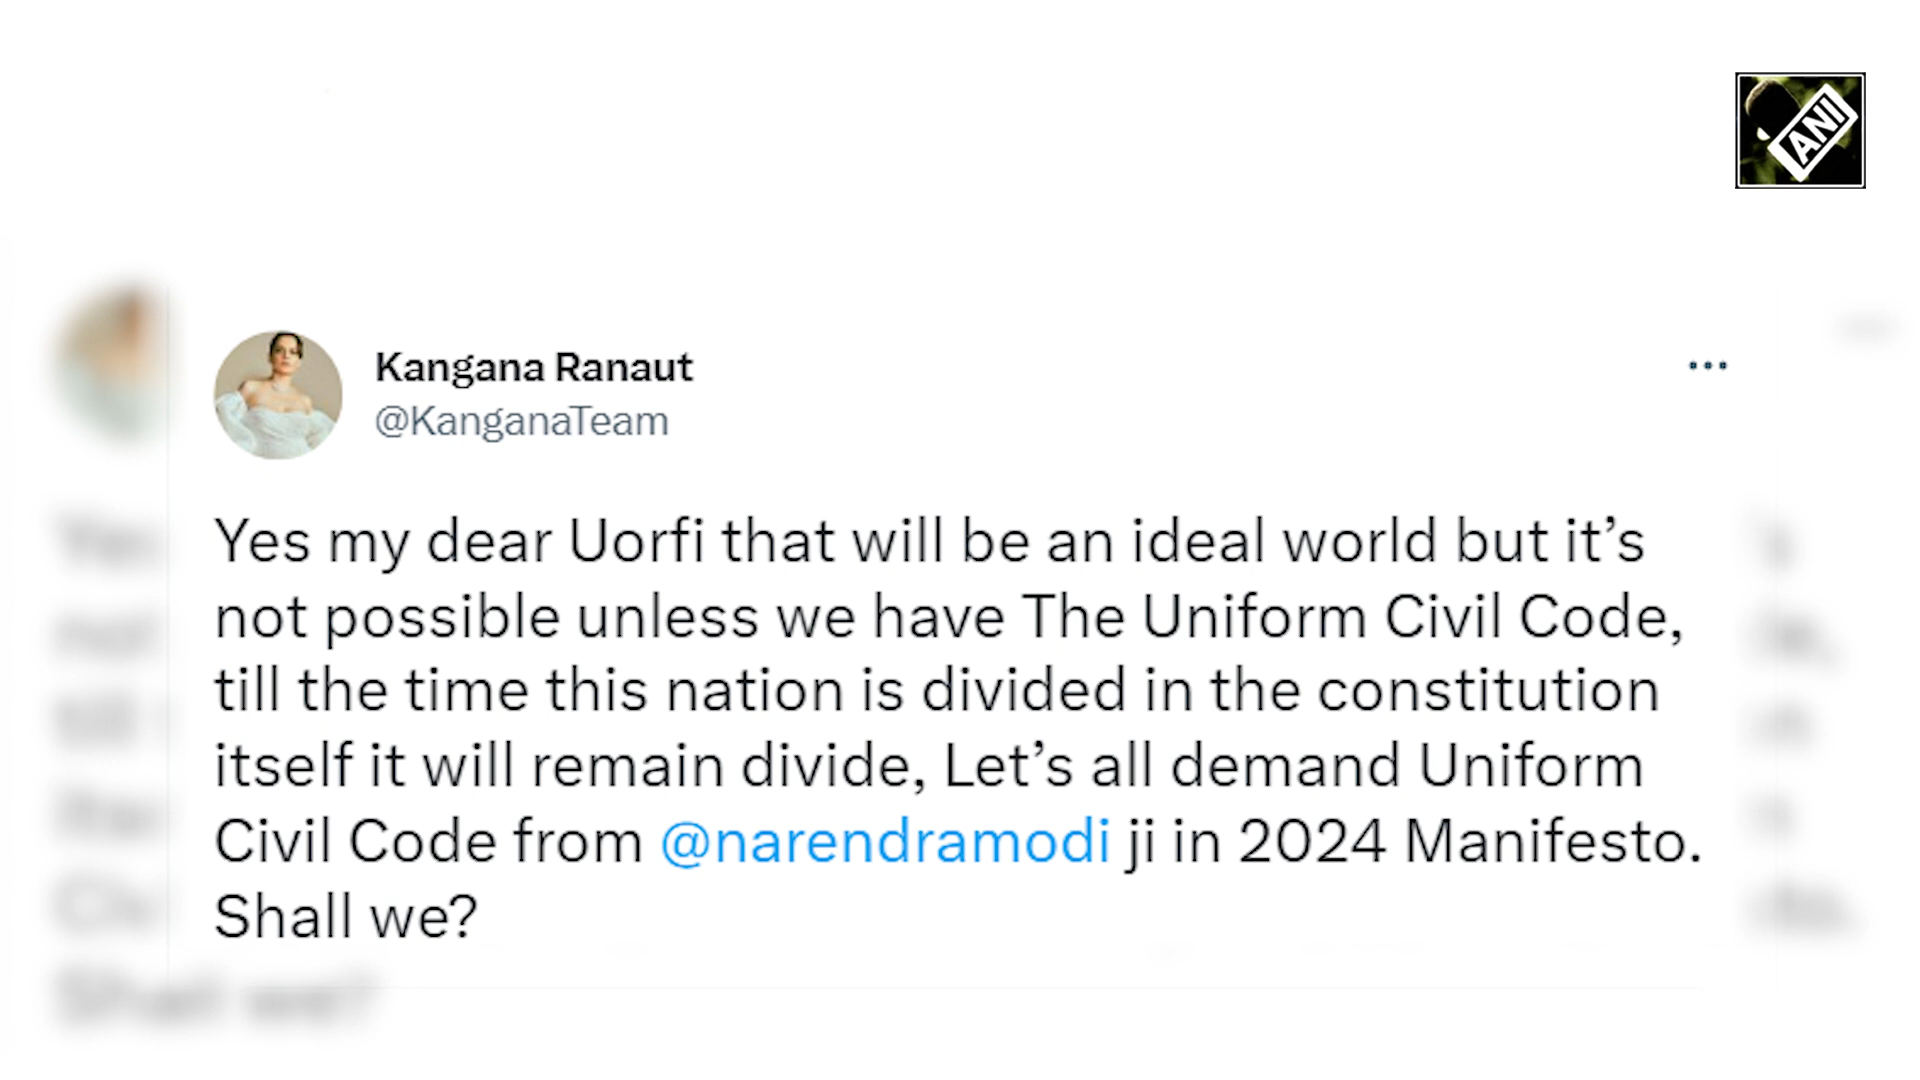 ANI
Kangana Ranaut
@KanganaTeam
Yes my dear Uorfi that will be an ideal world but it’s
not possible unless we have The Uniform Civil Code,
till the time this nation is divided in the constitution
itself it will remain divide, Let’s all demand Uniform
Civil Code from @narendramodi ji in 2024 Manifesto.
Shall we?